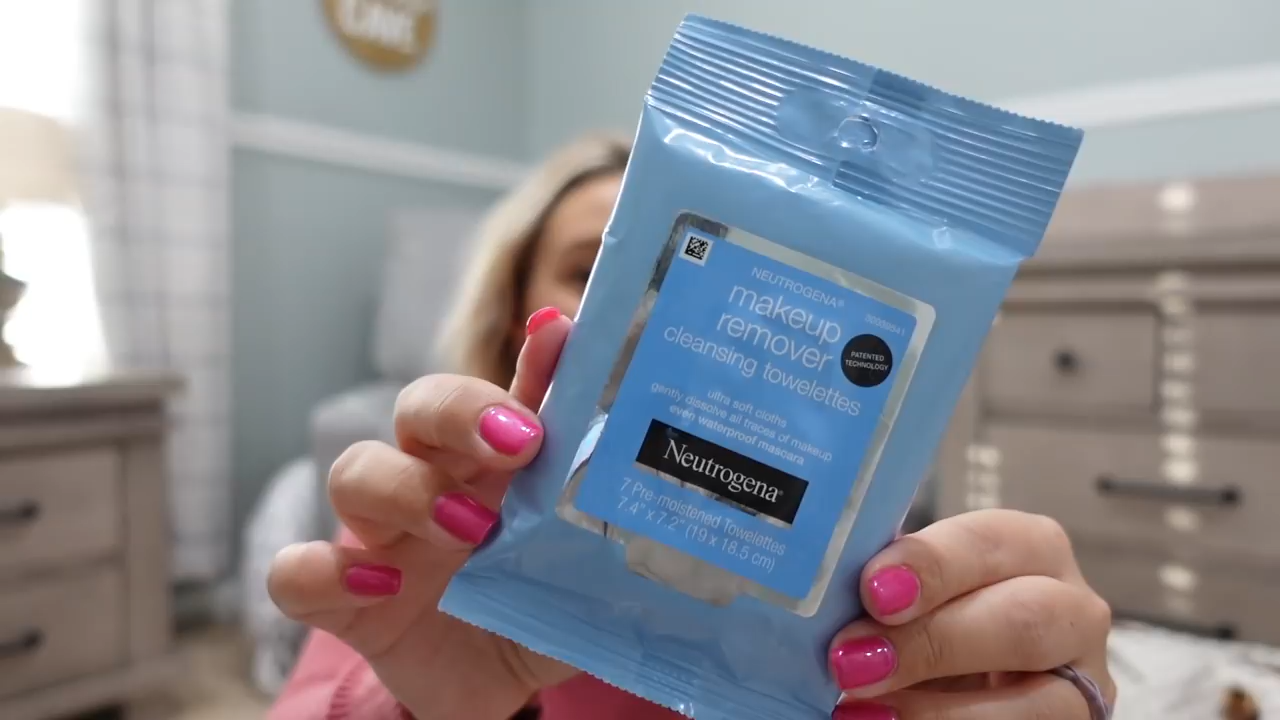 NEUTROGENA®
makeup
remover
cleansing towelettes
PATENTED
TECHNOLOGY
ultra soft cloths
gently dissolve all traces of makeup
even waterproof mascara
Neutrogena®
7 Pre-moistened Towelettes
7.4" x 7.2" (19 x 18.5 cm)